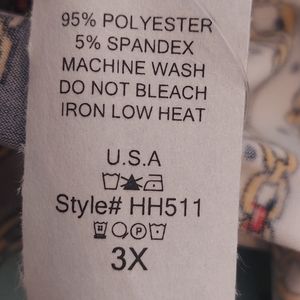 95% POLYESTER
5% SPANDEX
MACHINE WASH
DO NOT BLEACH
IRON LOW HEAT
U.S.A
Style# HH511
3X